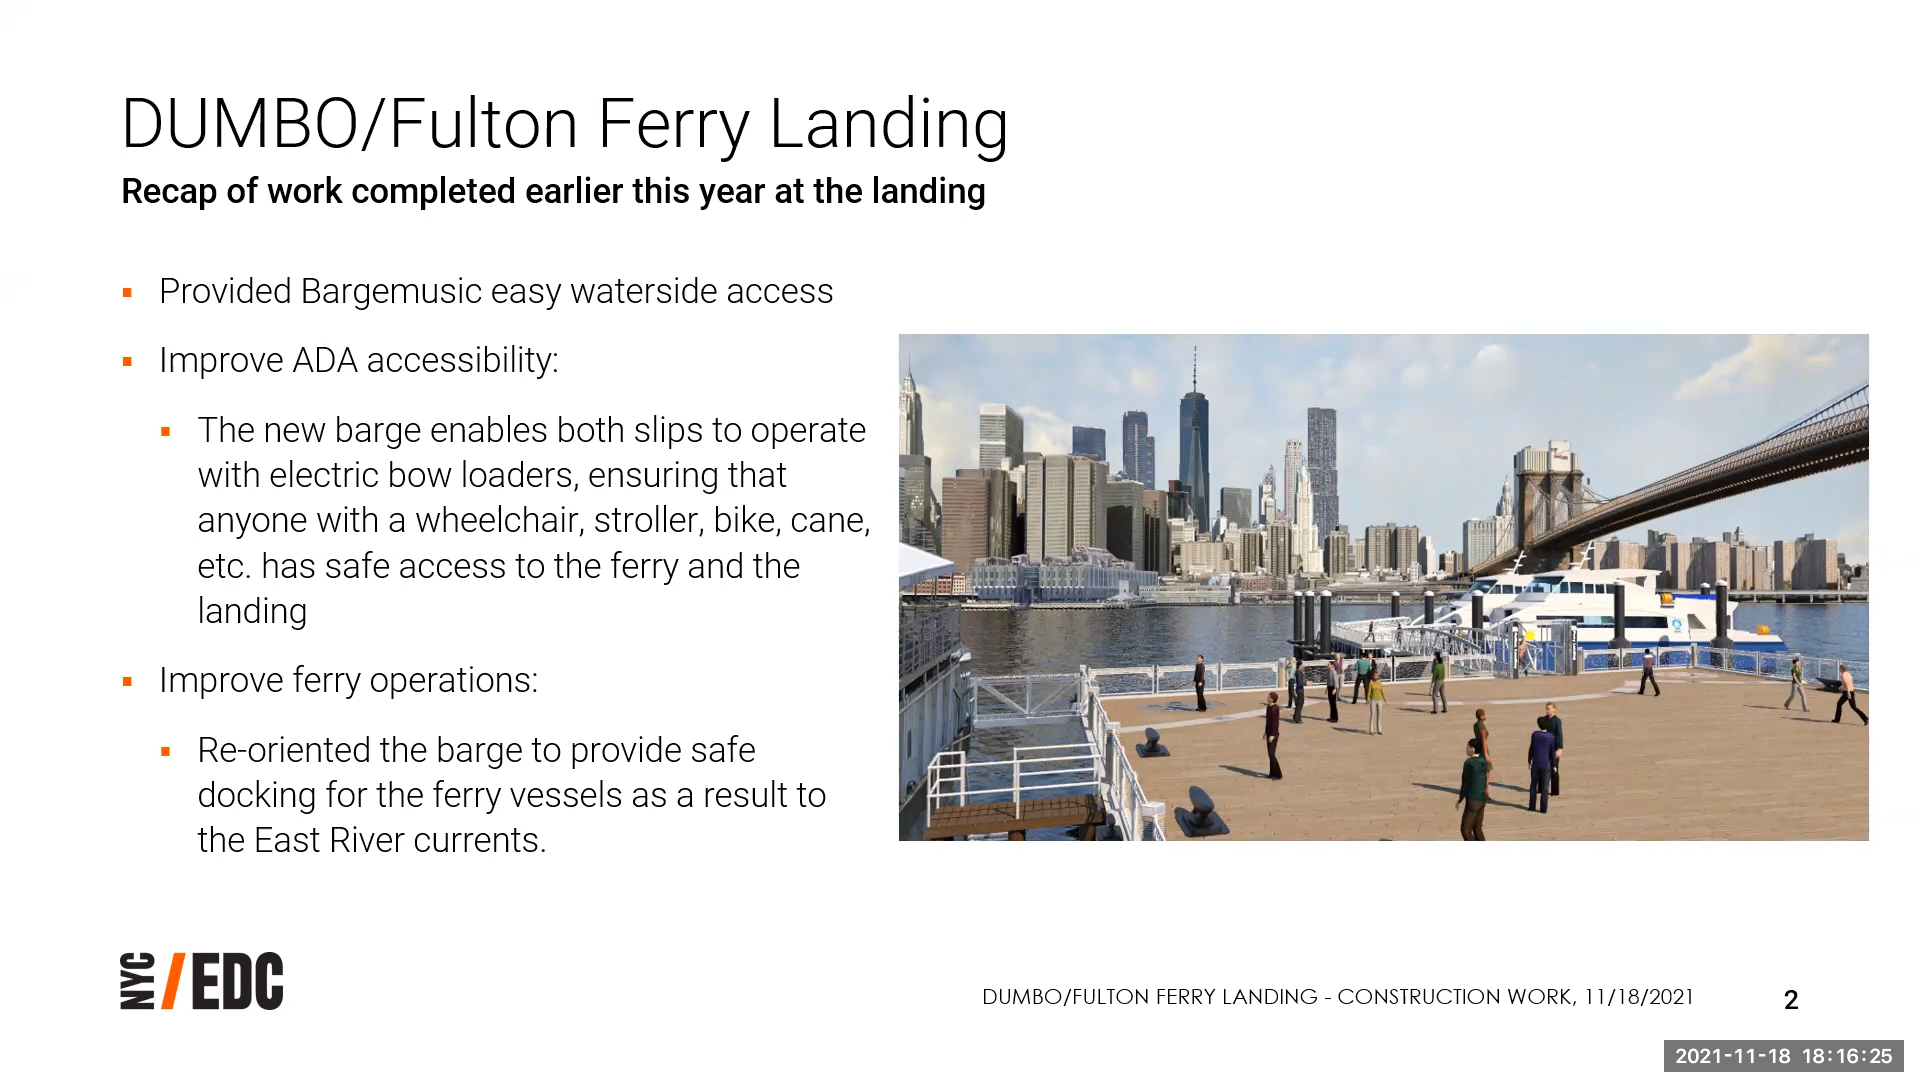 DUMBO/Fulton Ferry Landing
Recap of work completed earlier this year at the landing
▪ Provided Bargemusic easy waterside access
▪ Improve ADA accessibility:
▪ The new barge enables both slips to operate
with electric bow loaders, ensuring that
anyone with a wheelchair, stroller, bike, cane,
etc. has safe access to the ferry and the
landing
▪ Improve ferry operations:
▪ Re-oriented the barge to provide safe
docking for the ferry vessels as a result to
the East River currents.
NYC/EDC
DUMBO/FULTON FERRY LANDING - CONSTRUCTION WORK, 11/18/2021
2
2021-11-18 18:16:25